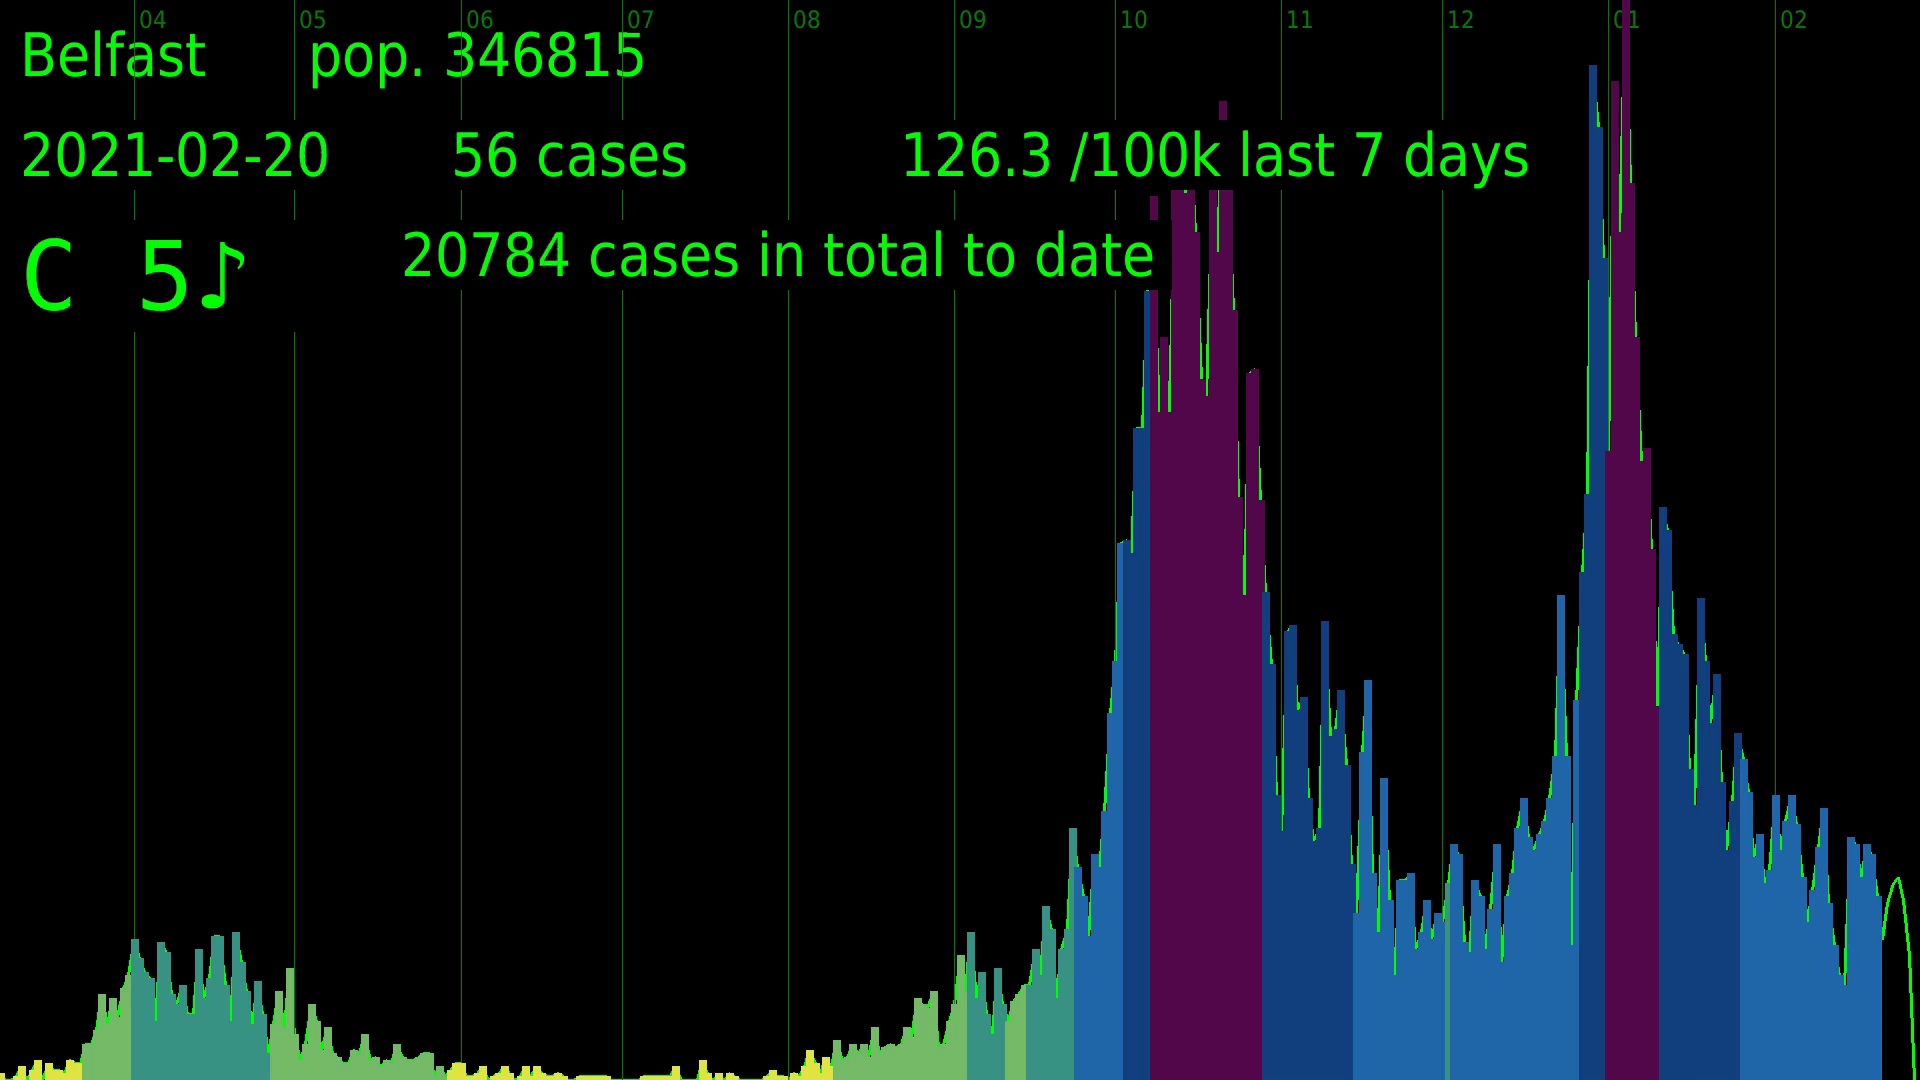 04 05 06 07 08 09 10 11 12 01 02
Belfast pop. 346815
2021-02-20 56 cases 126.3 /100k last 7 days
C 5♪ 20784 cases in total to date